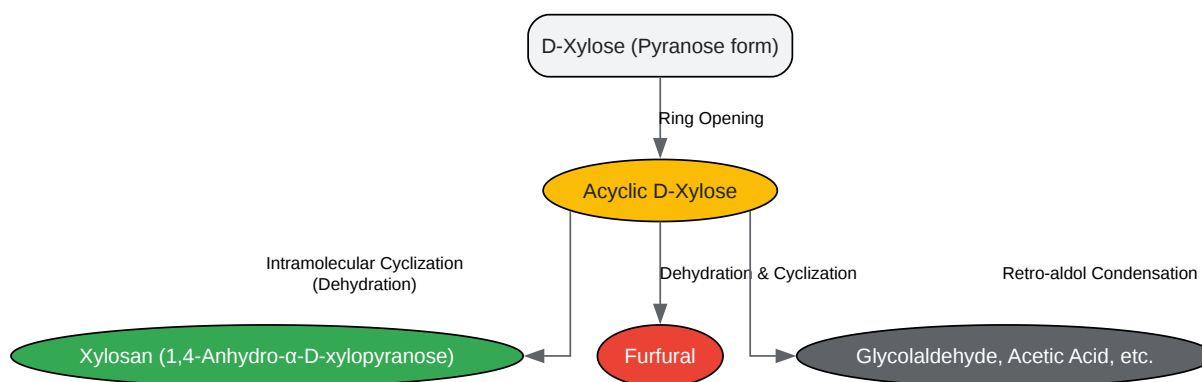 D-Xylose (Pyranose form)
Ring Opening
Acyclic D-Xylose
Intramolecular Cyclization
(Dehydration)
Dehydration & Cyclization
Retro-aldol Condensation
Xylosan (1,4-Anhydro-α-D-xylopyranose)
Furfural
Glycolaldehyde, Acetic Acid, etc.